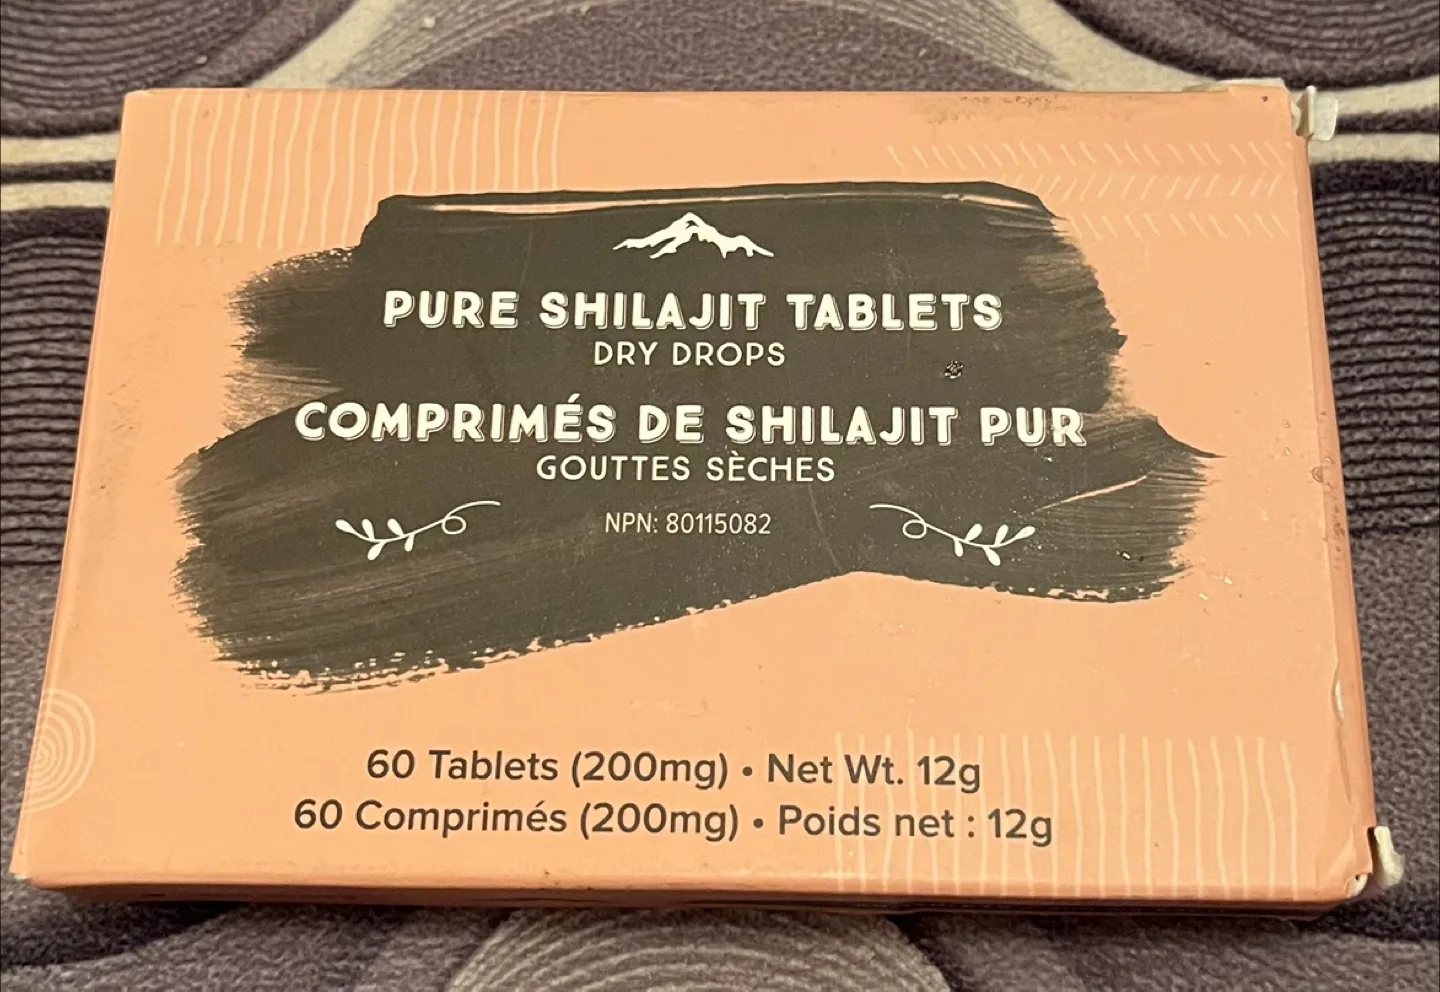 PURE SHILAJIT TABLETS
DRY DROPS
COMPRIMÉS DE SHILAJIT PUR
GOUTTES SÈCHES
NPN: 80115082
60 Tablets (200mg) • Net Wt. 12g
60 Comprimés (200mg) • Poids net : 12g